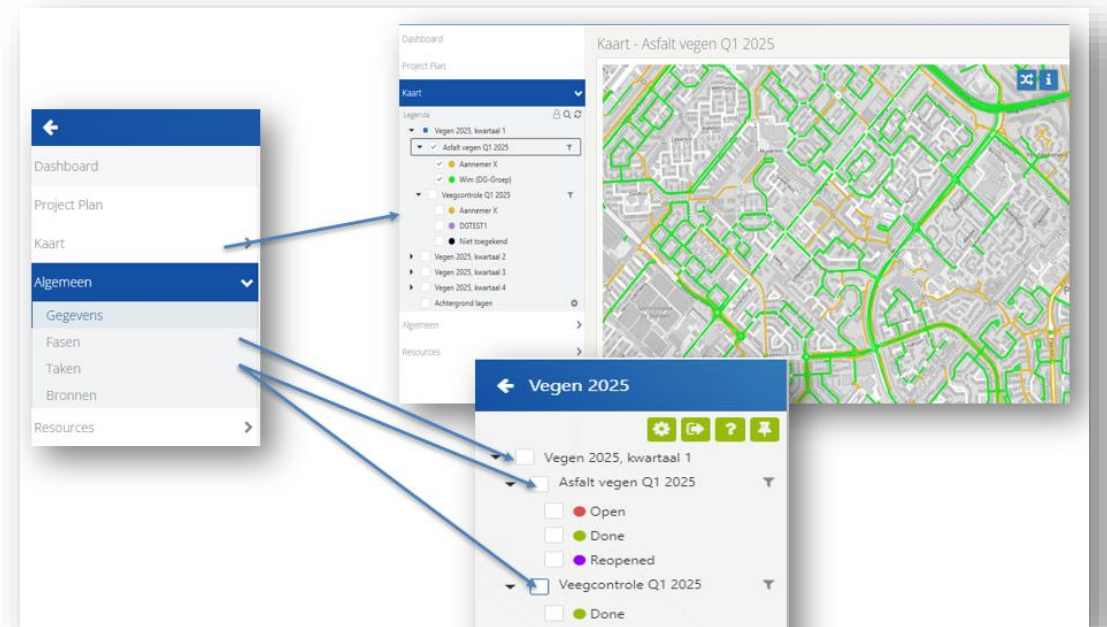 Dashboard
Project Plan
Kaart
Algemeen
Gegevens
Fasen
Taken
Bronnen
Resources
Dashboard
Project Plan
Kaart
Legenda
Vegen 2025, kwartaal 1
Asfalt vegen Q1 2025
Aannemer X
Wim (DG-Groep)
Veegcontrole Q1 2025
Aannemer X
DGTEST1
Niet toegekend
Vegen 2025, kwartaal 2
Vegen 2025, kwartaal 3
Vegen 2025, kwartaal 4
Achtergrond lagen
Algemeen
Resources
Kaart - Asfalt vegen Q1 2025
Vegen 2025
Vegen 2025, kwartaal 1
Asfalt vegen Q1 2025
Open
Done
Reopened
Veegcontrole Q1 2025
Done